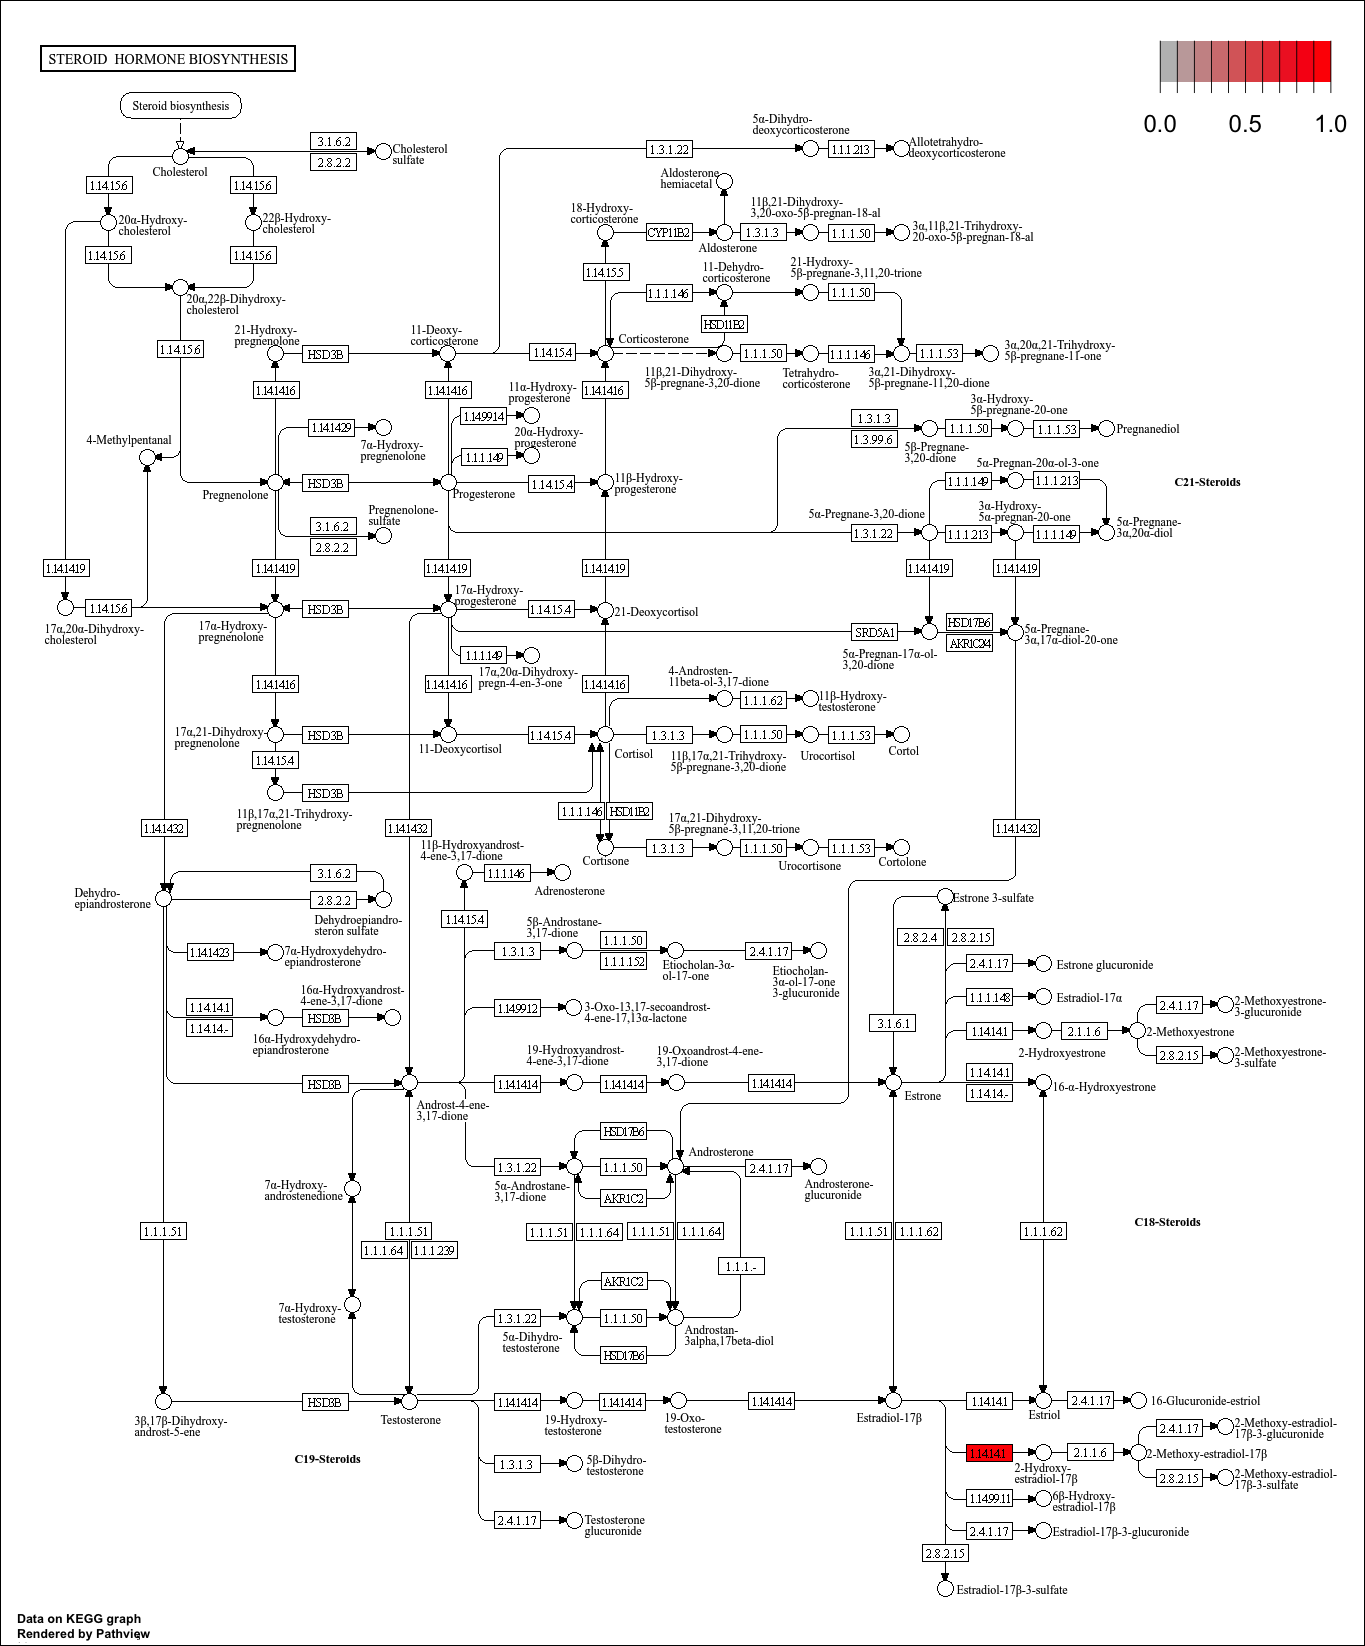 STEROID HORMONE BIOSYNTHESIS
0.0 0.5 1.0
Steroid biosynthesis
3.1.6.2
2.8.2.2
Cholesterol
sulfate
Cholesterol
1.14.15.6
1.14.15.6
20α-Hydroxy-
cholesterol
22β-Hydroxy-
cholesterol
1.14.15.6
1.14.15.6
20α,22β-Dihydroxy-
cholesterol
1.14.15.6
5α-Dihydro-
deoxycorticosterone
1.3.1.22
1.1.1.213
Allotetrahydro-
deoxycorticosterone
Aldosterone
hemiacetal
18-Hydroxy-
corticosterone
CYP11B2
Aldosterone
11β,21-Dihydroxy-
3,20-oxo-5β-pregnan-18-al
1.3.1.3
1.1.1.50
3α,11β,21-Trihydroxy-
20-oxo-5β-pregnan-18-al
1.14.15.5
11-Dehydro-
corticosterone
21-Hydroxy-
5β-pregnane-3,11,20-trione
1.1.1.146
1.1.1.50
HSD11B2
21-Hydroxy-
pregnenolone
HSD3B
11-Deoxy-
corticosterone
1.14.15.4
Corticosterone
11β,21-Dihydroxy-
5β-pregnane-3,20-dione
1.1.1.50
Tetrahydro-
corticosterone
1.1.1.146
3α,21-Dihydroxy-
5β-pregnane-11,20-dione
1.1.1.53
3α,20α,21-Trihydroxy-
5β-pregnane-11-one
1.14.14.16
1.14.14.16
1.14.14.16
11α-Hydroxy-
progesterone
1.14.99.14
20α-Hydroxy-
progesterone
1.1.1.149
1.14.14.29
7α-Hydroxy-
pregnenolone
4-Methylpentanal
Pregnenolone
HSD3B
Progesterone
1.14.15.4
11β-Hydroxy-
progesterone
3.1.6.2
2.8.2.2
Pregnenolone-
sulfate
1.3.1.3
1.3.99.6
5β-Pregnane-
3,20-dione
1.1.1.50
3α-Hydroxy-
5β-pregnane-20-one
1.1.1.53
Pregnanediol
5α-Pregnan-20α-ol-3-one
1.1.1.149
1.1.1.213
C21-Steroids
5α-Pregnane-3,20-dione
1.3.1.22
1.1.1.213
3α-Hydroxy-
5α-pregnan-20-one
1.1.1.149
5α-Pregnane-
3α,20α-diol
1.14.14.19
1.14.14.19
1.14.14.19
1.14.14.19
1.14.14.19
1.14.14.19
17α,20α-Dihydroxy-
cholesterol
1.14.15.6
17α-Hydroxy-
pregnenolone
HSD3B
17α-Hydroxy-
progesterone
1.14.15.4
21-Deoxycortisol
SRD5A1
5α-Pregnan-17α-ol-
3,20-dione
HSD17B6
AKR1C2/4
5α-Pregnane-
3α,17α-diol-20-one
1.1.1.149
17α,20α-Dihydroxy-
pregn-4-en-3-one
1.14.14.16
1.14.14.16
1.14.14.16
4-Androsten-
11beta-ol-3,17-dione
1.1.1.62
11β-Hydroxy-
testosterone
17α,21-Dihydroxy-
pregnenolone
HSD3B
11-Deoxycortisol
1.14.15.4
Cortisol
1.3.1.3
11β,17α,21-Trihydroxy-
5β-pregnane-3,20-dione
1.1.1.50
Urocortisol
1.1.1.53
Cortol
1.14.15.4
HSD3B
11β,17α,21-Trihydroxy-
pregnenolone
1.1.1.146
HSD11B2
17α,21-Dihydroxy-
5β-pregnane-3,11,20-trione
1.14.14.32
1.14.14.32
1.14.14.32
Cortisone
1.3.1.3
1.1.1.50
Urocortisone
1.1.1.53
Cortolone
11β-Hydroxyandrost-
4-ene-3,17-dione
1.1.1.146
Adrenosterone
Dehydro-
epiandrosterone
3.1.6.2
2.8.2.2
Dehydroepiandro-
steron sulfate
1.14.15.4
Estrone 3-sulfate
1.14.14.23
7α-Hydroxydehydro-
epiandrosterone
5β-Androstane-
3,17-dione
1.3.1.3
1.1.1.50
1.1.1.152
Etiocholan-3α-
ol-17-one
2.4.1.17
Etiocholan-
3α-ol-17-one
3-glucuronide
2.8.2.4
2.8.2.15
2.4.1.17
Estrone glucuronide
1.1.1.148
Estradiol-17α
1.14.14.1
1.14.14.-
16α-Hydroxyandrost-
4-ene-3,17-dione
HSD3B
16α-Hydroxydehydro-
epiandrosterone
1.14.99.12
3-Oxo-13,17-secoandrost-
4-ene-17,13α-lactone
3.1.6.1
1.14.14.1
2-Hydroxyestrone
2.1.1.6
2-Methoxyestrone
2.4.1.17
2-Methoxyestrone-
3-glucuronide
2.8.2.15
2-Methoxyestrone-
3-sulfate
19-Hydroxyandrost-
4-ene-3,17-dione
19-Oxoandrost-4-ene-
3,17-dione
HSD3B
Androst-4-ene-
3,17-dione
1.14.14.14
1.14.14.14
1.14.14.14
Estrone
1.14.14.1
1.14.14.-
16-α-Hydroxyestrone
HSD17B6
1.3.1.22
5α-Androstane-
3,17-dione
1.1.1.50
Androsterone
AKR1C2
2.4.1.17
Androsterone-
glucuronide
7α-Hydroxy-
androstenedione
1.1.1.51
1.1.1.51
1.1.1.64
1.1.1.239
1.1.1.51
1.1.1.64
1.1.1.51
1.1.1.64
1.1.1.-
1.1.1.51
1.1.1.62
1.1.1.62
C18-Steroids
7α-Hydroxy-
testosterone
AKR1C2
1.3.1.22
5α-Dihydro-
testosterone
1.1.1.50
HSD17B6
Androstan-
3alpha,17beta-diol
3β,17β-Dihydroxy-
androst-5-ene
HSD3B
Testosterone
1.14.14.14
19-Hydroxy-
testosterone
1.14.14.14
19-Oxo-
testosterone
1.14.14.14
Estradiol-17β
1.14.14.1
Estriol
2.4.1.17
16-Glucuronide-estriol
C19-Steroids
1.3.1.3
5β-Dihydro-
testosterone
2.4.1.17
Testosterone
glucuronide
1.14.14.1
2-Hydroxy-
estradiol-17β
2.1.1.6
2-Methoxy-estradiol-17β
2.4.1.17
2-Methoxy-estradiol-
17β-3-glucuronide
2.8.2.15
2-Methoxy-estradiol-
17β-3-sulfate
1.14.99.11
6β-Hydroxy-
estradiol-17β
2.4.1.17
Estradiol-17β-3-glucuronide
2.8.2.15
Estradiol-17β-3-sulfate
Data on KEGG graph
Rendered by Pathview